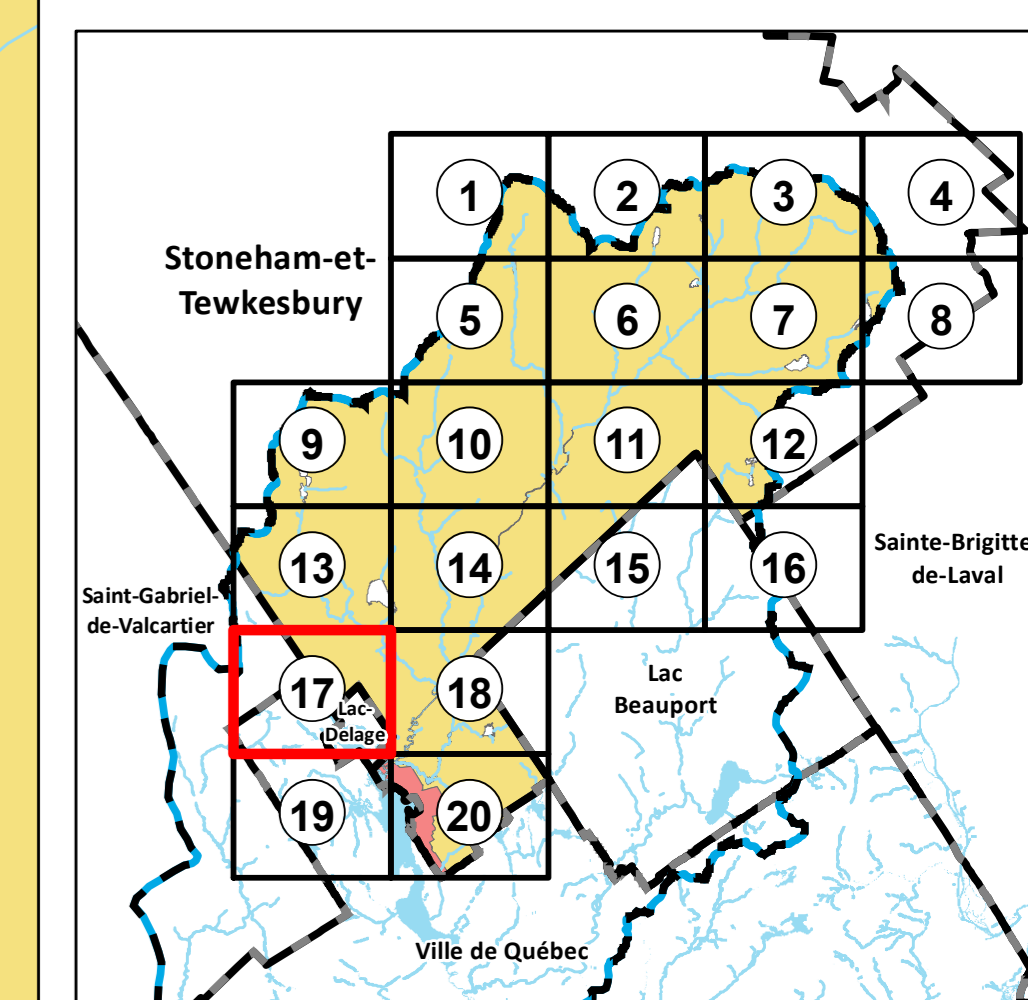 1
2
3
4
Stoneham-et-
Tewkesbury
5
6
7
8
9
10
11
12
13
14
15
16
Sainte-Brigitte
de-Laval
Saint-Gabriel-
de-Valcartier
17
18
Lac-
Delage
Lac
Beauport
19
20
Ville de Québec